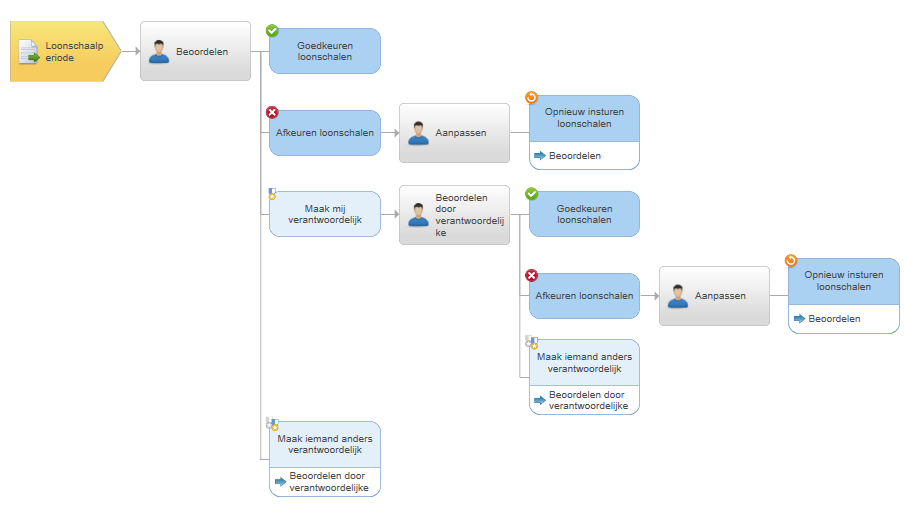 Loonschaalp
eriode
Beoordelen
Goedkeuren
loonschalen
Afkeuren loonschalen
Aanpassen
Opnieuw insturen
loonschalen
Beoordelen
Maak mij
verantwoordelijk
Beoordelen
door
verantwoordelij
ke
Goedkeuren
loonschalen
Afkeuren loonschalen
Aanpassen
Opnieuw insturen
loonschalen
Beoordelen
Maak iemand anders
verantwoordelijk
Beoordelen door
verantwoordelijke
Maak iemand anders
verantwoordelijk
Beoordelen door
verantwoordelijke